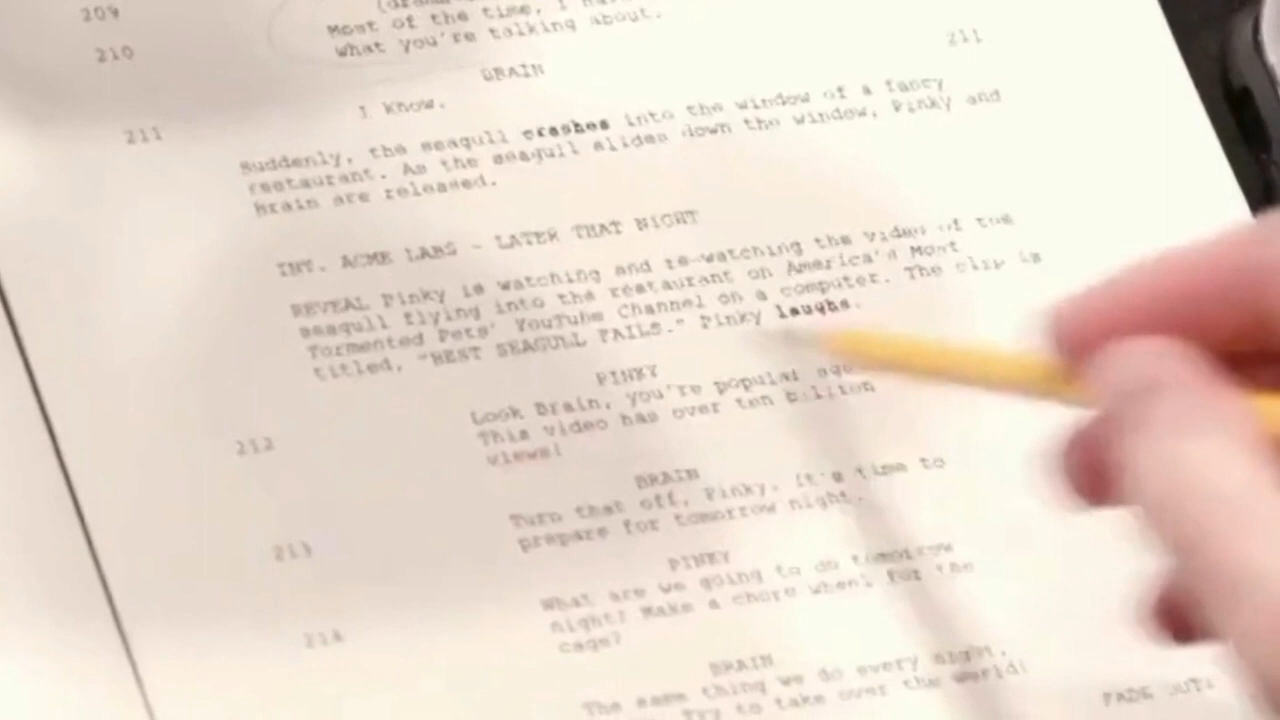 209
Most of the time, I
210
what you're talking about.
BRAIN
211
I know.
211
Suddenly, the seagull crashes into the window of a fancy
restaurant. As the seagull slides down the window, Pinky and
Brain are released.
INT. ACME LABS - LATER THAT NIGHT
REVEAL Pinky is watching and re-watching the video of the
seagull flying into the restaurant on America's Most
Tormented Pets' YouTube Channel on a computer. The clip is
titled, "BEST SEAGULL FAILS." Pinky laughs.
PINKY
212
Look Brain, you're popular
This video has over ten billion
views!
BRAIN
213
Turn that off, Pinky. It's time to
prepare for tomorrow night.
PINKY
214
What are we going to do tomorrow
night? Make a chore wheel for the
cage?
BRAIN
The same thing we do every night,
Try to take over the world!
FADE OUT: